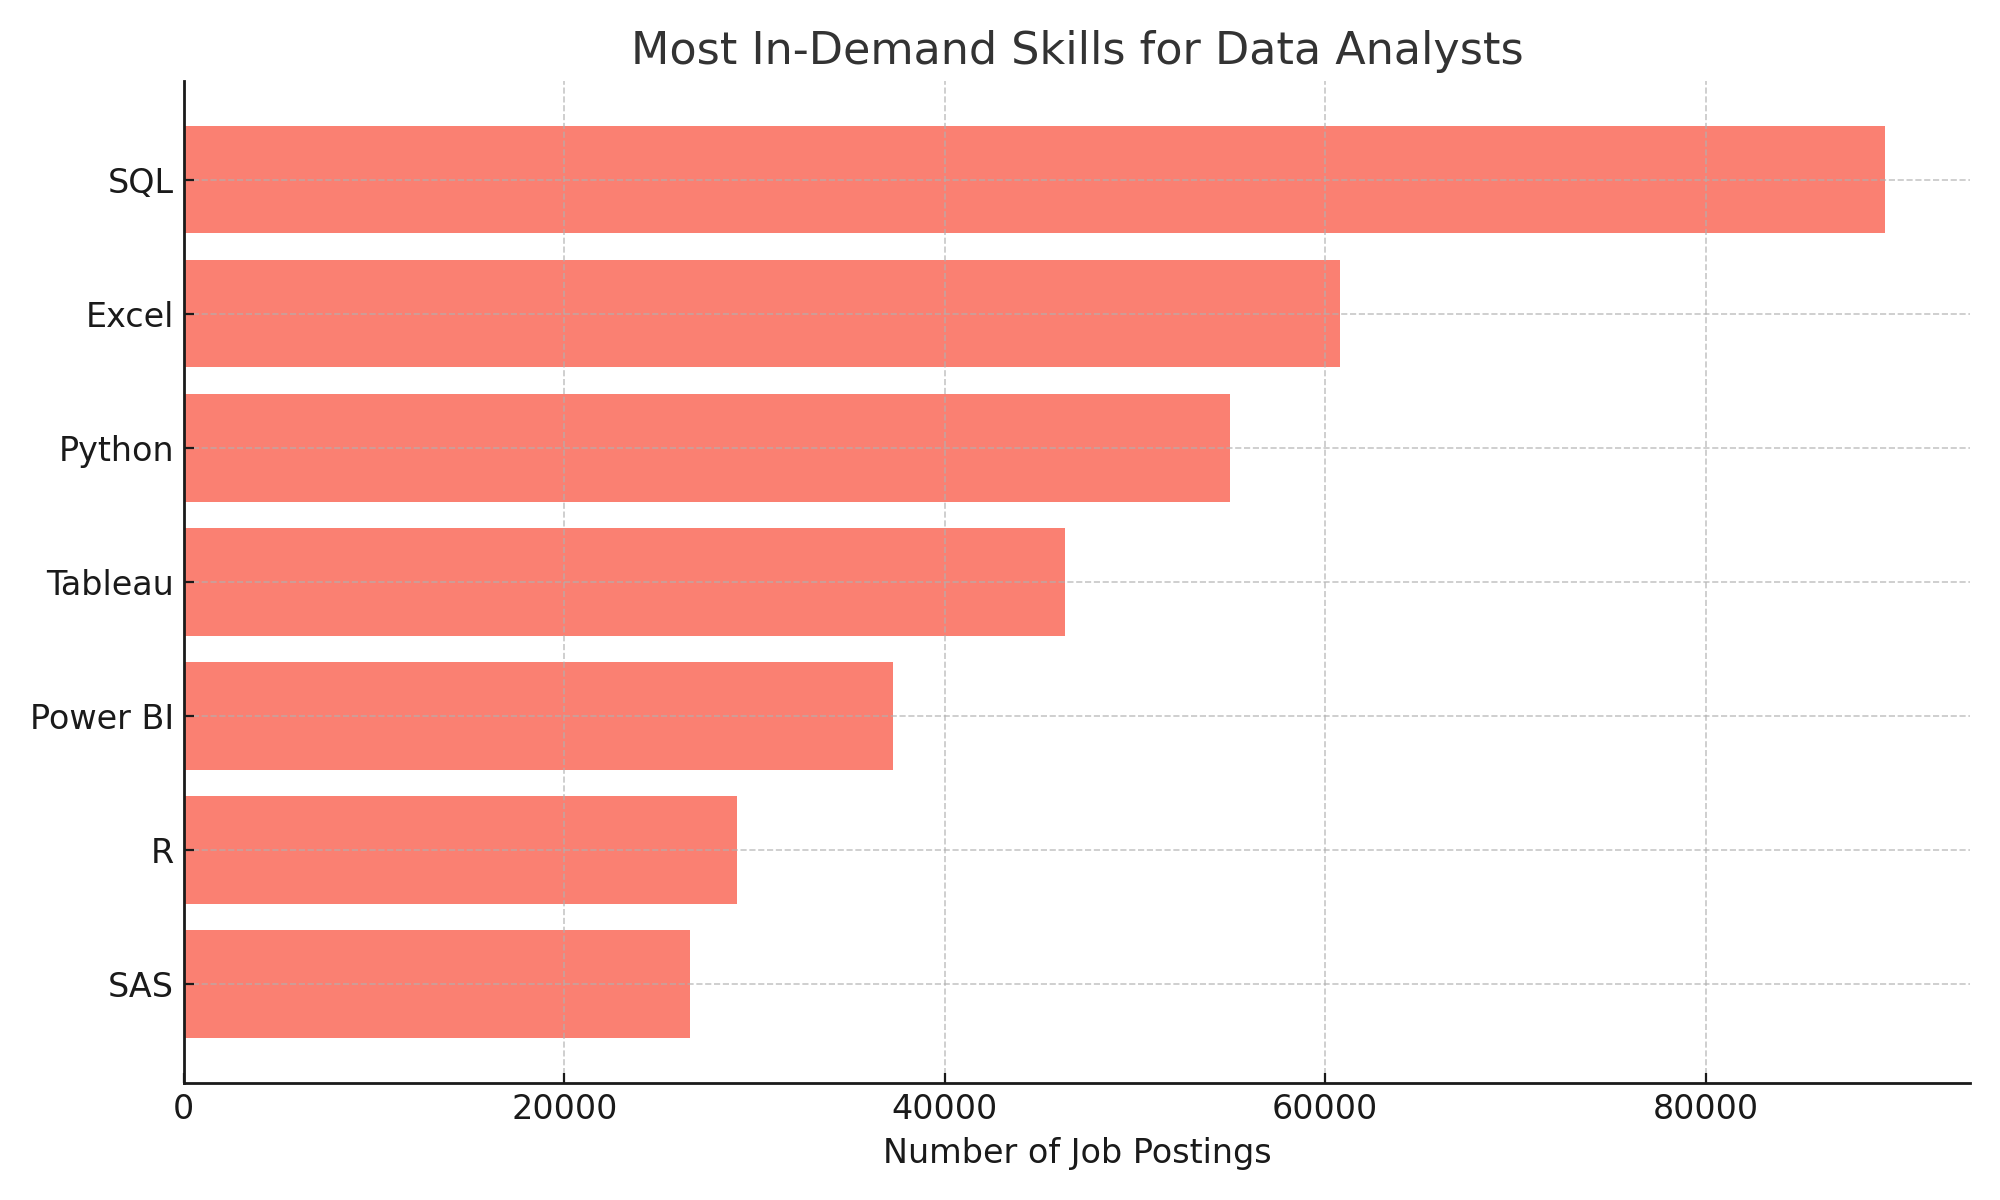 Most In-Demand Skills for Data Analysts
SQL
Excel
Python
Tableau
Power BI
R
SAS
0 20000 40000 60000 80000
Number of Job Postings